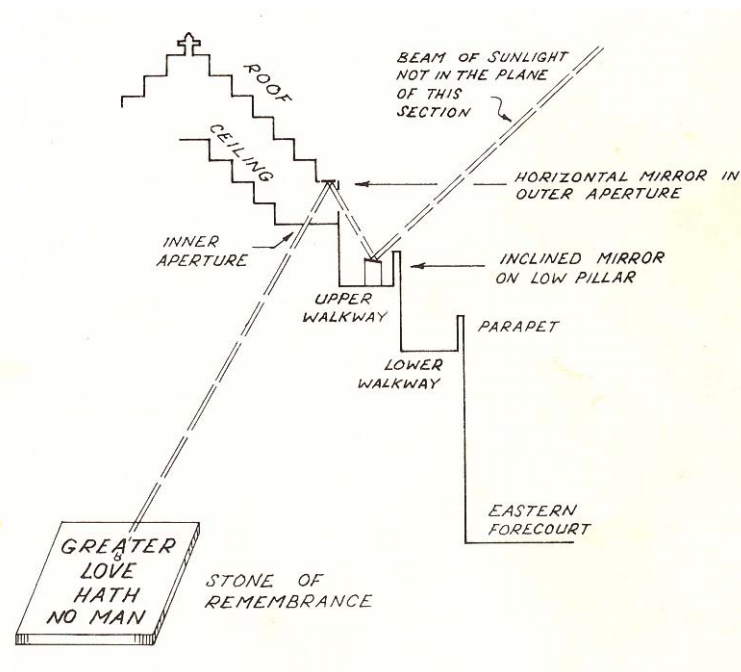 ROOF
CEILING
BEAM OF SUNLIGHT
NOT IN THE PLANE
OF THIS
SECTION
HORIZONTAL MIRROR IN
OUTER APERTURE
INNER
APERTURE
INCLINED MIRROR
ON LOW PILLAR
UPPER
WALKWAY
PARAPET
LOWER
WALKWAY
EASTERN
FORECOURT
GREATER
LOVE
HATH
NO MAN
STONE OF
REMEMBRANCE